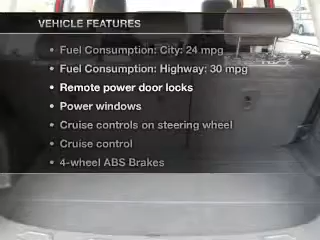 VEHICLE FEATURES
• Fuel Consumption: City: 24 mpg
• Fuel Consumption: Highway: 30 mpg
• Remote power door locks
• Power windows
• Cruise controls on steering wheel
• Cruise control
• 4-wheel ABS Brakes